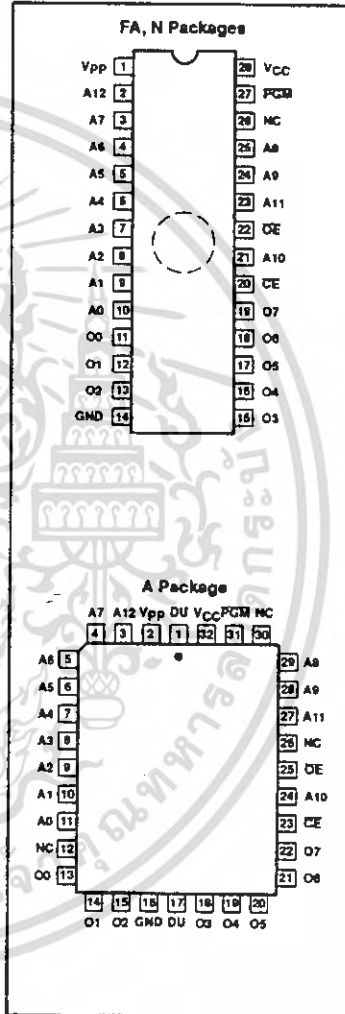 FA, N Packages
VPP 1 28 VCC
A12 2 27 PGM
A7 3 26 NC
A6 4 25 A8
A5 5 24 A9
A4 6 23 A11
A3 7 22 OE
A2 8 21 A10
A1 9 20 CE
A0 10 19 O7
O0 11 18 O6
O1 12 17 O5
O2 13 16 O4
GND 14 15 O3
A Package
A7 A12 VPP DU VCC PGM NC
4 3 2 1 32 31 30
A6 5 29 A8
A5 6 28 A9
A4 7 27 A11
A3 8 26 NC
A2 9 25 OE
A1 10 24 A10
A0 11 23 CE
NC 12 22 O7
O0 13 21 O6
14 15 16 17 18 19 20
O1 O2 GND DU O3 O4 O5